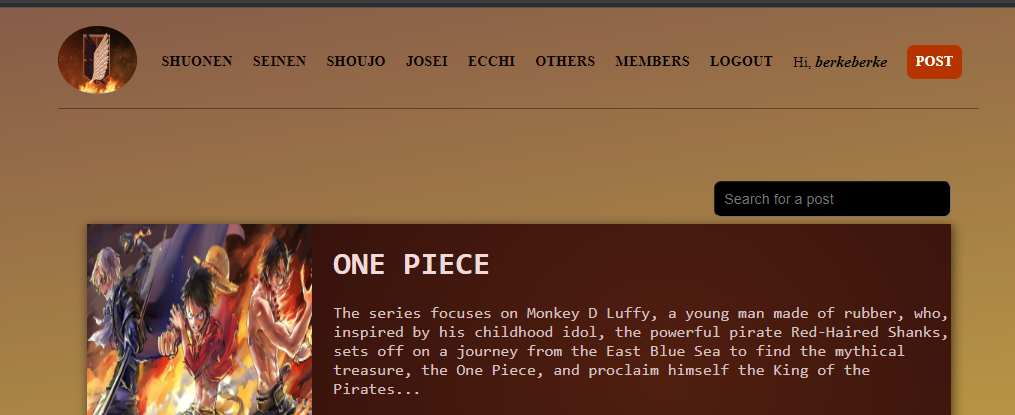 SHUONEN SEINEN SHOUJO JOSEI ECCHI OTHERS MEMBERS LOGOUT Hi, berkeberke POST
Search for a post
ONE PIECE
The series focuses on Monkey D Luffy, a young man made of rubber, who,
inspired by his childhood idol, the powerful pirate Red-Haired Shanks,
sets off on a journey from the East Blue Sea to find the mythical
treasure, the One Piece, and proclaim himself the King of the
Pirates...